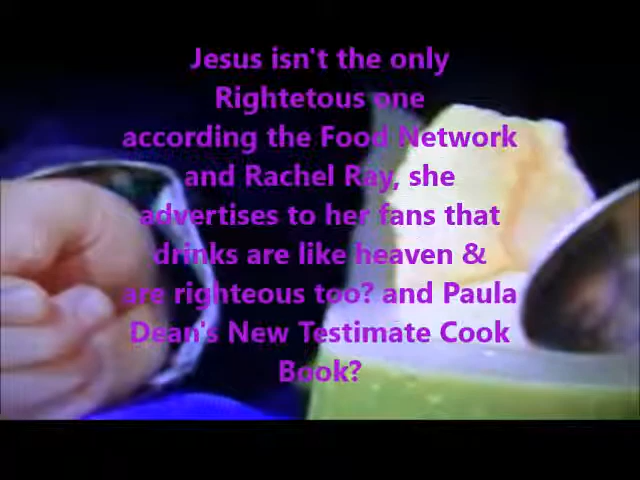 Jesus isn't the only
Rightetous one
according the Food Network
and Rachel Ray, she
advertises to her fans that
drinks are like heaven &
are righteous too? and Paula
Dean's New Testimate Cook
Book?